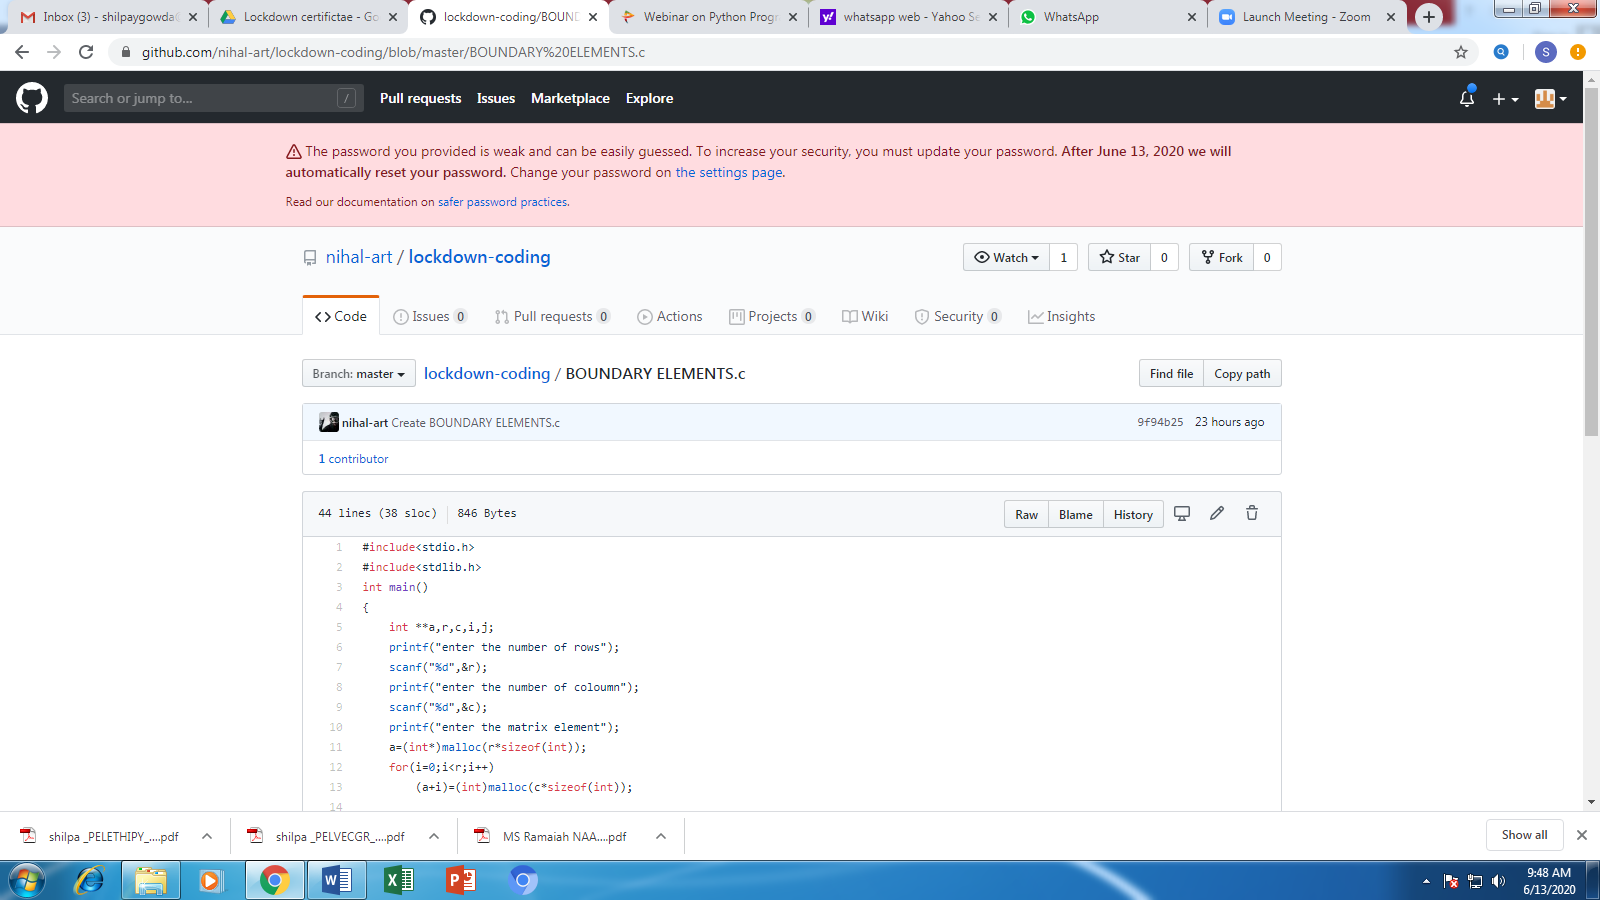 Inbox (3) - shilpaygowda
Lockdown certifictae - Go
lockdown-coding/BOUND
Webinar on Python Progr
whatsapp web - Yahoo Se
WhatsApp
Launch Meeting - Zoom
github.com/nihal-art/lockdown-coding/blob/master/BOUNDARY%20ELEMENTS.c
S
Search or jump to... /
Pull requests Issues Marketplace Explore
The password you provided is weak and can be easily guessed. To increase your security, you must update your password. After June 13, 2020 we will
automatically reset your password. Change your password on the settings page.
Read our documentation on safer password practices.
nihal-art / lockdown-coding
Watch 1 Star 0 Fork 0
Code Issues 0 Pull requests 0 Actions Projects 0 Wiki Security 0 Insights
Branch: master lockdown-coding / BOUNDARY ELEMENTS.c Find file Copy path
nihal-art Create BOUNDARY ELEMENTS.c 9f94b25 23 hours ago
1 contributor
44 lines (38 sloc) 846 Bytes Raw Blame History
1 #include<stdio.h>
2 #include<stdlib.h>
3 int main()
4 {
5 int **a,r,c,i,j;
6 printf("enter the number of rows");
7 scanf("%d",&r);
8 printf("enter the number of coloumn");
9 scanf("%d",&c);
10 printf("enter the matrix element");
11 a=(int*)malloc(r*sizeof(int));
12 for(i=0;i<r;i++)
13 (a+i)=(int)malloc(c*sizeof(int));
14
shilpa _PELETHIPY_....pdf
shilpa _PELVECGR_....pdf
MS Ramaiah NAA....pdf
Show all
9:48 AM
6/13/2020